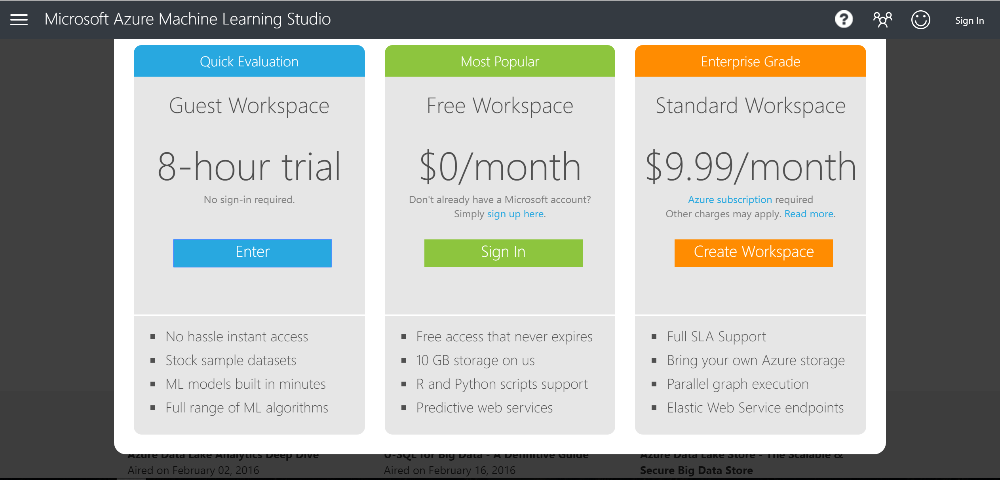 Microsoft Azure Machine Learning Studio
?
Sign In
Quick Evaluation
Guest Workspace
8-hour trial
No sign-in required.
Enter
No hassle instant access
Stock sample datasets
ML models built in minutes
Full range of ML algorithms
Most Popular
Free Workspace
$0/month
Don't already have a Microsoft account?
Simply sign up here.
Sign In
Free access that never expires
10 GB storage on us
R and Python scripts support
Predictive web services
Enterprise Grade
Standard Workspace
$9.99/month
Azure subscription required
Other charges may apply. Read more.
Create Workspace
Full SLA Support
Bring your own Azure storage
Parallel graph execution
Elastic Web Service endpoints
Azure Data Lake Analytics Deep Dive
Aired on February 02, 2016
U-SQL for Big Data - A Definitive Guide
Aired on February 16, 2016
Azure Data Lake Store - The Scalable &
Secure Big Data Store